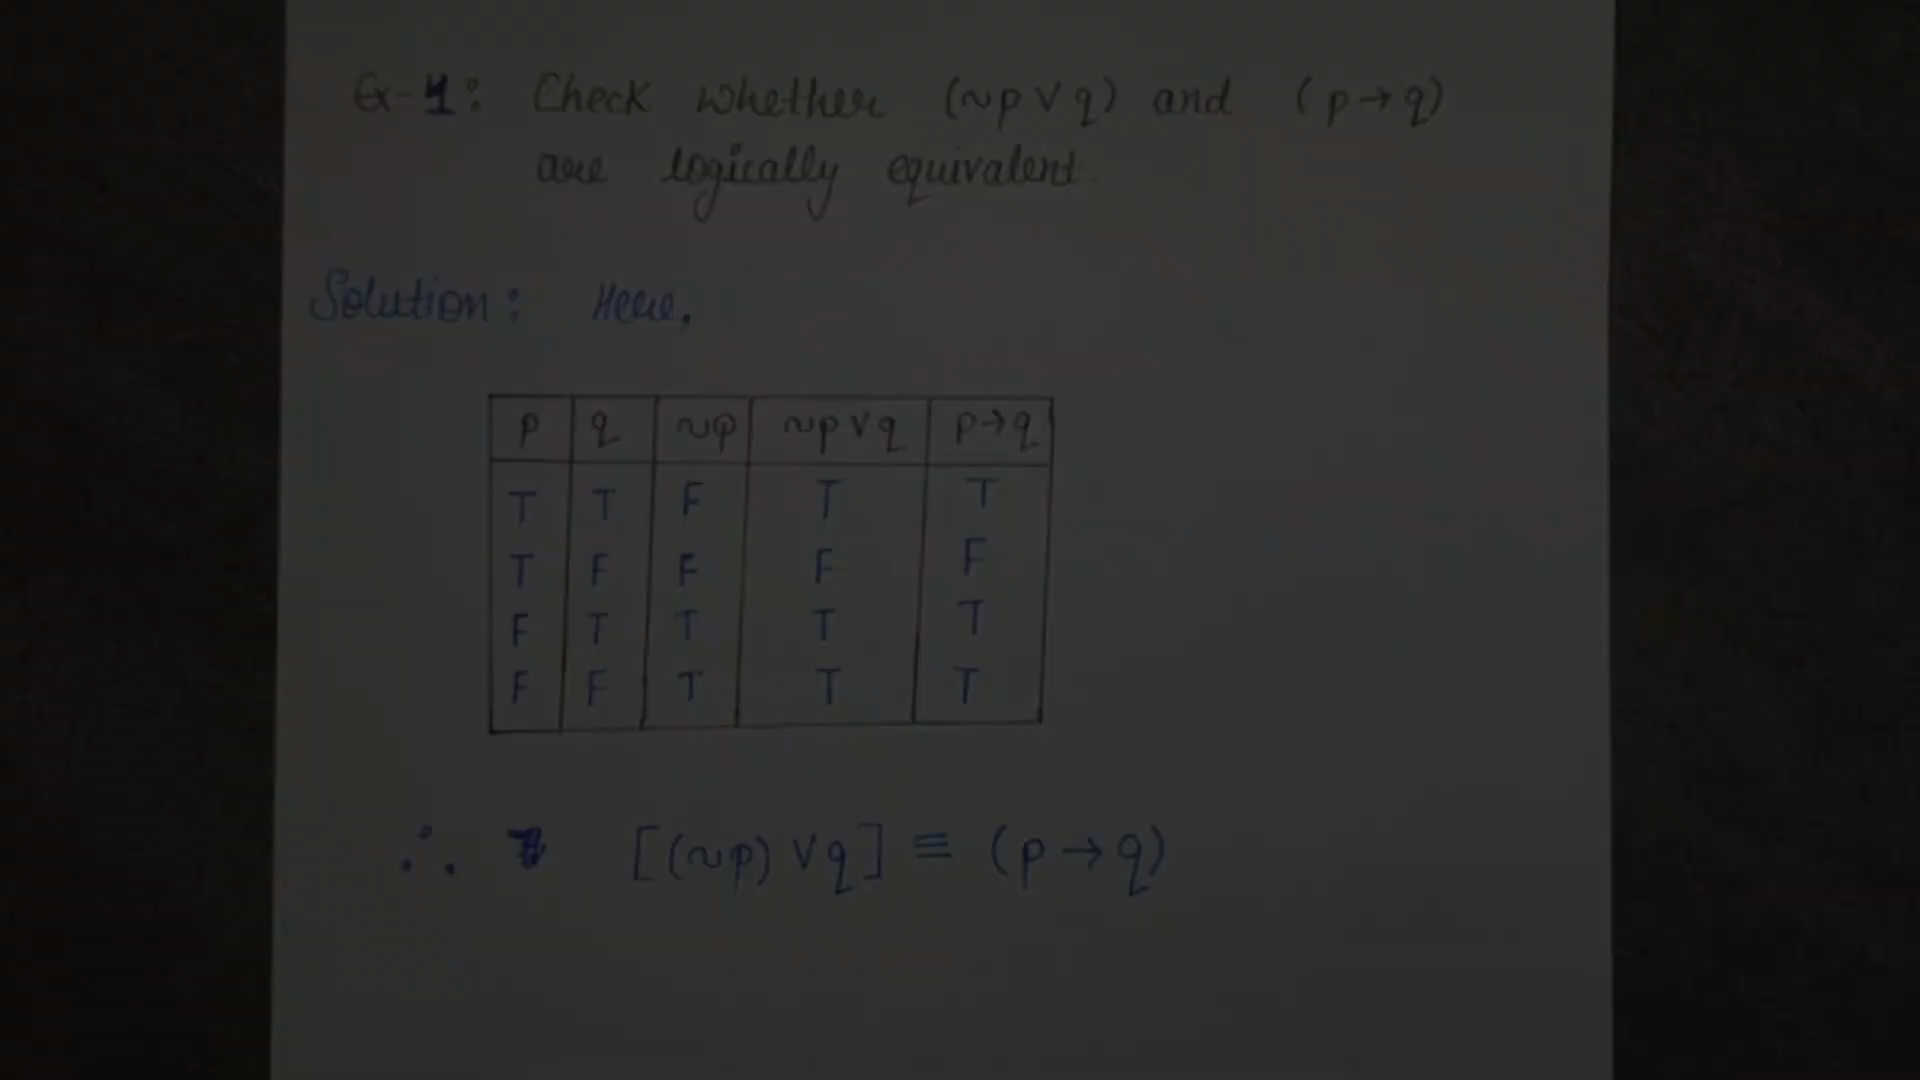 Ex-1: Check whether (~p ∨ q) and (p → q)
are logically equivalent.
Solution: Here,
p q ~p ~p ∨ q p → q
T T F T T
T F F F F
F T T T T
F F T T T
∴ [(~p) ∨ q] ≡ (p → q)